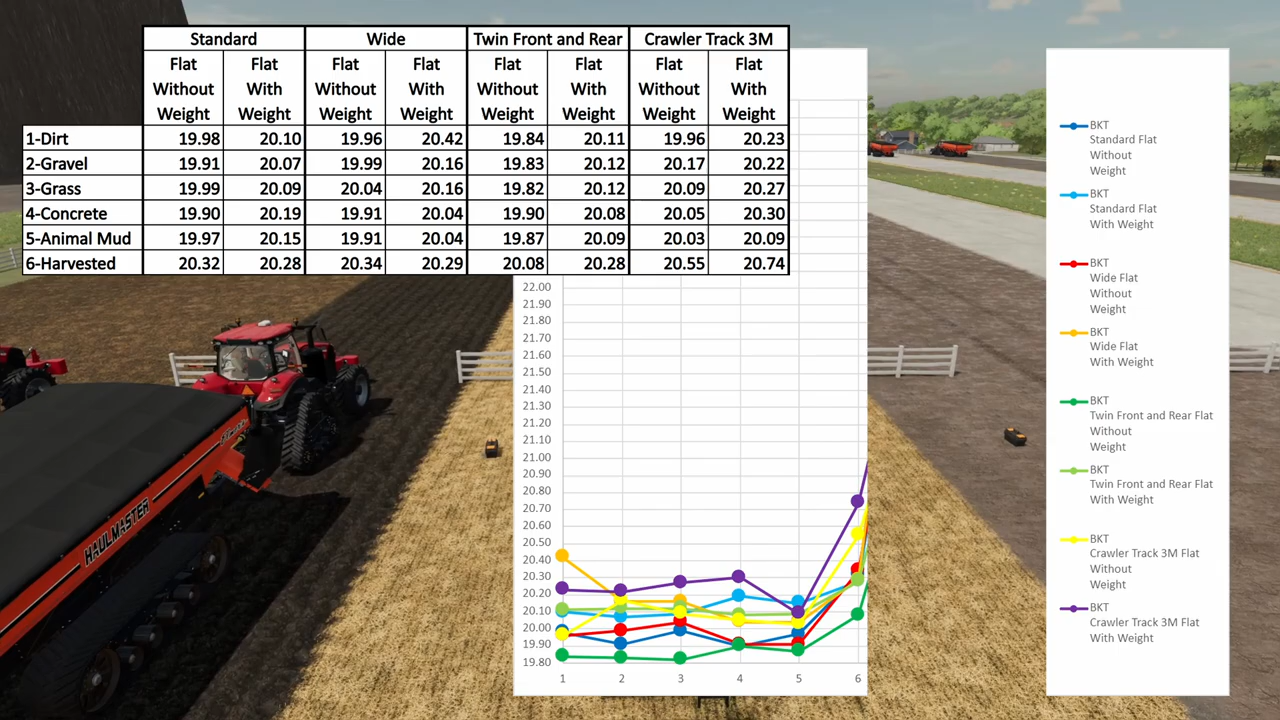 Standard Wide Twin Front and Rear Crawler Track 3M
Flat Flat Flat Flat Flat Flat Flat Flat
Without With Without With Without With Without With
Weight Weight Weight Weight Weight Weight Weight Weight
1-Dirt 19.98 20.10 19.96 20.42 19.84 20.11 19.96 20.23
2-Gravel 19.91 20.07 19.99 20.16 19.83 20.12 20.17 20.22
3-Grass 19.99 20.09 20.04 20.16 19.82 20.12 20.09 20.27
4-Concrete 19.90 20.19 19.91 20.04 19.90 20.08 20.05 20.30
5-Animal Mud 19.97 20.15 19.91 20.04 19.87 20.09 20.03 20.09
6-Harvested 20.32 20.28 20.34 20.29 20.08 20.28 20.55 20.74
22.00
21.90
21.80
21.70
21.60
21.50
21.40
21.30
21.20
21.10
21.00
20.90
20.80
20.70
20.60
20.50
20.40
20.30
20.20
20.10
20.00
19.90
19.80
1 2 3 4 5 6
BKT
Standard Flat
Without
Weight
BKT
Standard Flat
With Weight
BKT
Wide Flat
Without
Weight
BKT
Wide Flat
With Weight
BKT
Twin Front and Rear Flat
Without
Weight
BKT
Twin Front and Rear Flat
With Weight
BKT
Crawler Track 3M Flat
Without
Weight
BKT
Crawler Track 3M Flat
With Weight
HAULMASTER